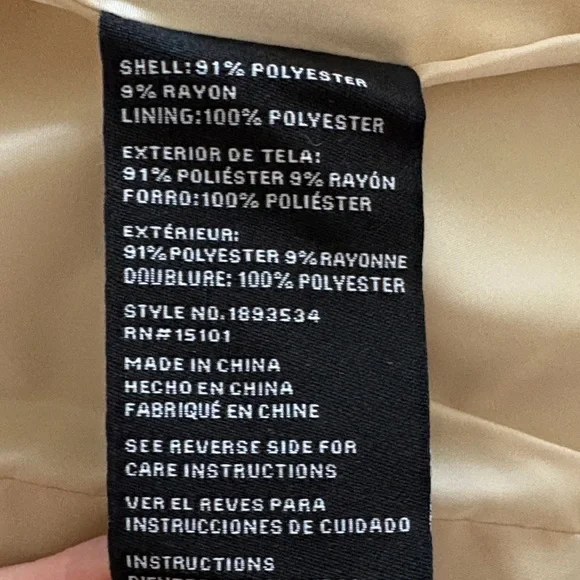 SHELL: 91% POLYESTER
9% RAYON
LINING: 100% POLYESTER
EXTERIOR DE TELA:
91% POLIÉSTER 9% RAYÓN
FORRO: 100% POLIÉSTER
EXTÉRIEUR:
91% POLYESTER 9% RAYONNE
DOUBLURE: 100% POLYESTER
STYLE NO. 1893534
RN#15101
MADE IN CHINA
HECHO EN CHINA
FABRIQUÉ EN CHINE
SEE REVERSE SIDE FOR
CARE INSTRUCTIONS
VER EL REVES PARA
INSTRUCCIONES DE CUIDADO
INSTRUCTIONS